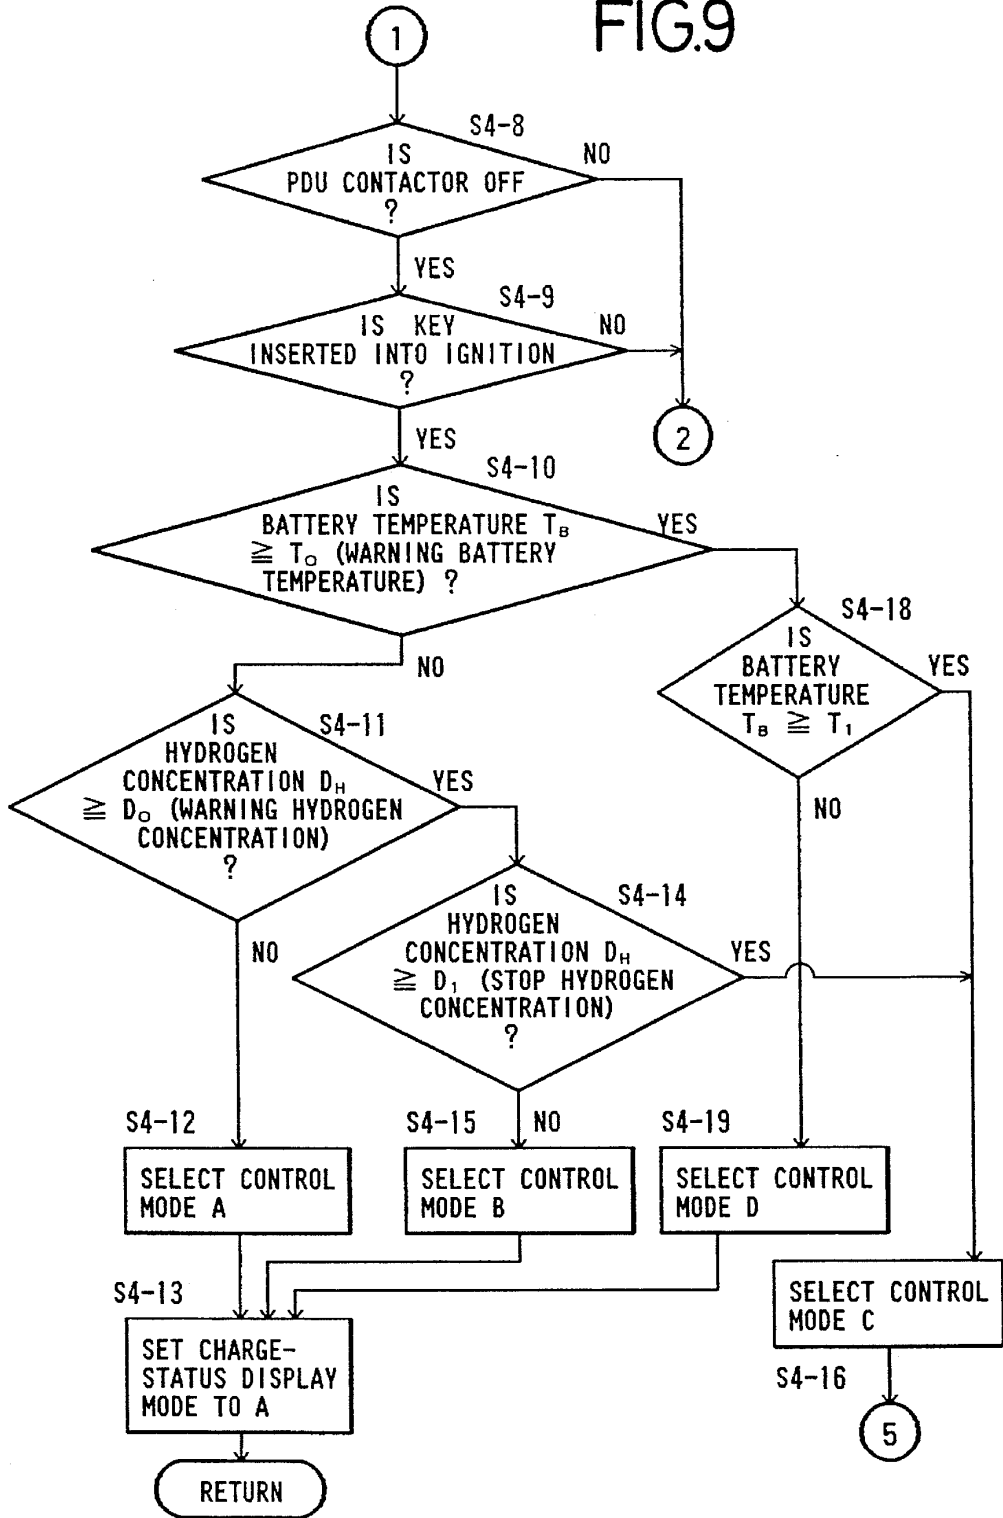 FIG.9
1
S4-8
IS
PDU CONTACTOR OFF
?
NO
YES
S4-9
IS KEY
INSERTED INTO IGNITION
?
NO
2
YES
S4-10
IS
BATTERY TEMPERATURE T_B
≧ T_0 (WARNING BATTERY
TEMPERATURE) ?
YES
NO
S4-18
IS
BATTERY
TEMPERATURE
T_B ≧ T_1
YES
NO
S4-11
IS
HYDROGEN
CONCENTRATION D_H
≧ D_0 (WARNING HYDROGEN
CONCENTRATION)
?
YES
NO
S4-14
IS
HYDROGEN
CONCENTRATION D_H
≧ D_1 (STOP HYDROGEN
CONCENTRATION)
?
YES
NO
S4-12
SELECT CONTROL
MODE A
S4-15
SELECT CONTROL
MODE B
S4-19
SELECT CONTROL
MODE D
SELECT CONTROL
MODE C
S4-16
5
S4-13
SET CHARGE-
STATUS DISPLAY
MODE TO A
RETURN